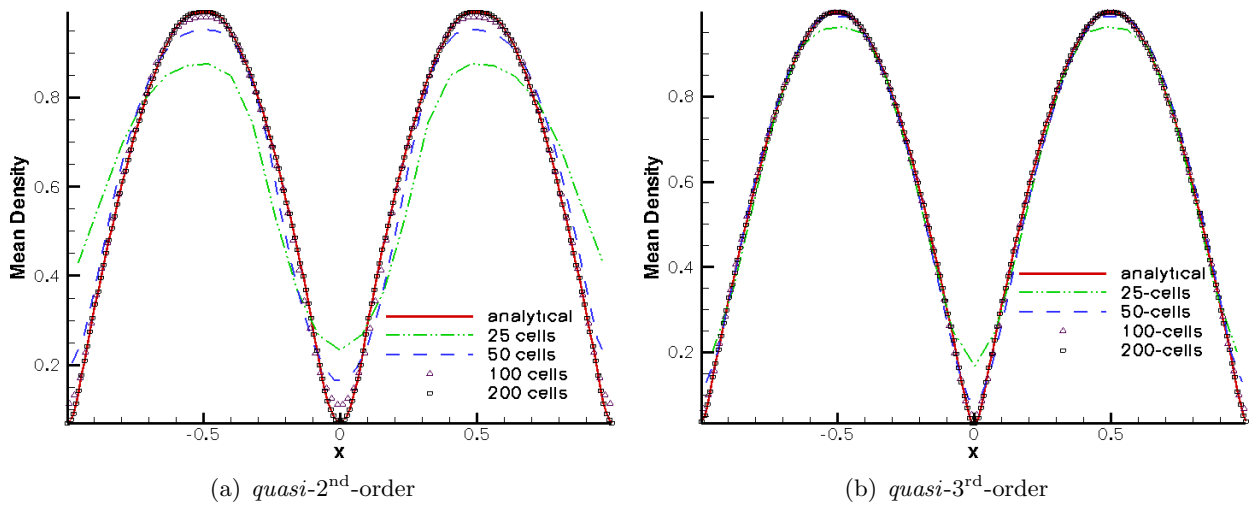 Mean Density
0.8
0.6
0.4
0.2
-0.5
0
0.5
x
analytical
25 cells
50 cells
100 cells
200 cells
(a) quasi-2nd-order
Mean Density
0.8
0.6
0.4
0.2
-0.5
0
0.5
x
analytical
25-cells
50-cells
100-cells
200-cells
(b) quasi-3rd-order